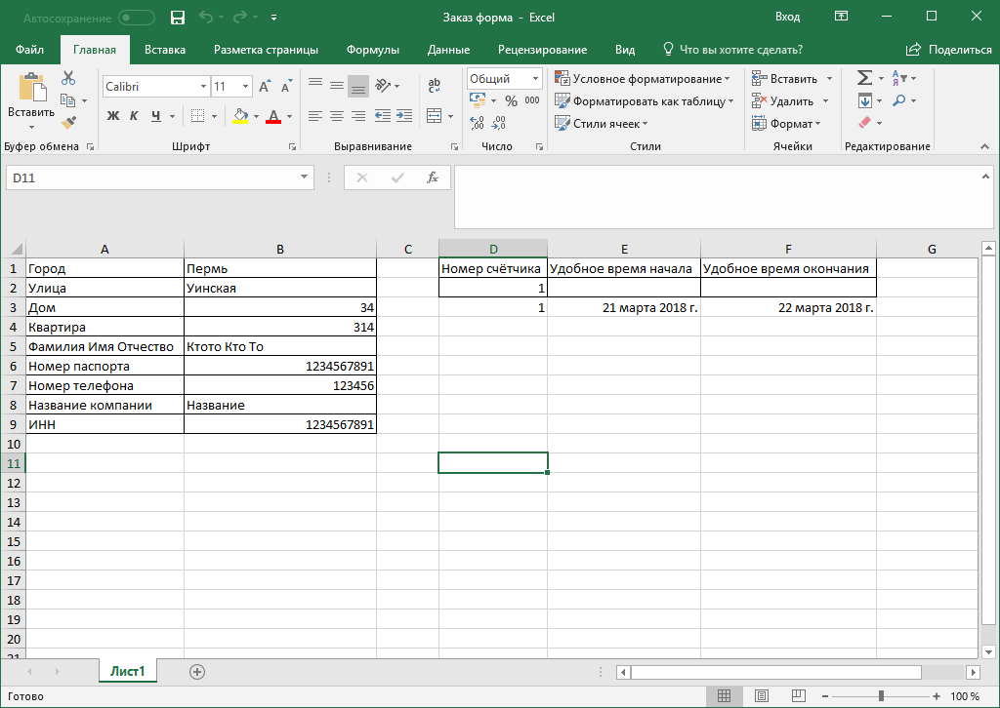 Автосохранение
Заказ форма - Excel
Вход
Файл Главная Вставка Разметка страницы Формулы Данные Рецензирование Вид Что вы хотите сделать? Поделиться
Вставить
Calibri 11
Ж К Ч А
ab
Общий
% 000
Условное форматирование
Форматировать как таблицу
Стили ячеек
Вставить
Удалить
Формат
Буфер обмена Шрифт Выравнивание Число Стили Ячейки Редактирование
D11 fx
A B C D E F G
1 Город Пермь Номер счётчика Удобное время начала Удобное время окончания
2 Улица Уинская 1
3 Дом 34 1 21 марта 2018 г. 22 марта 2018 г.
4 Квартира 314
5 Фамилия Имя Отчество Ктото Кто То
6 Номер паспорта 1234567891
7 Номер телефона 123456
8 Название компании Название
9 ИНН 1234567891
10
11
12
13
14
15
16
17
18
19
20
21
Лист1
Готово 100 %